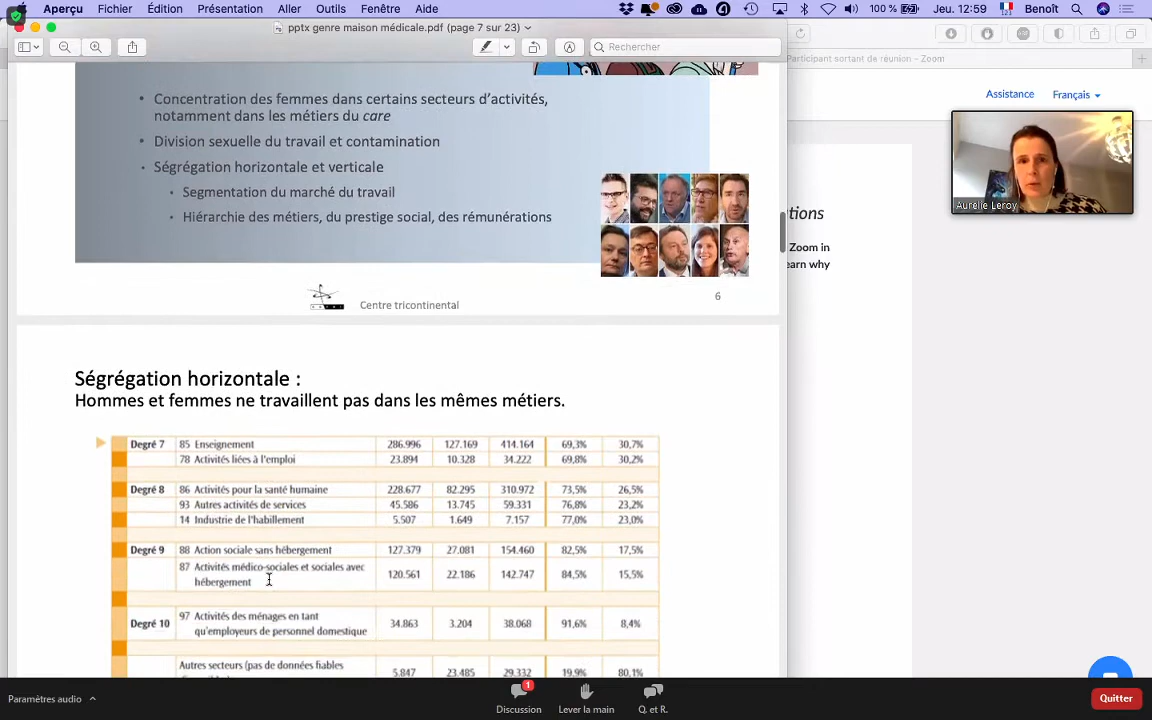 Aperçu Fichier Édition Présentation Aller Outils Fenêtre Aide 100 % Jeu. 12:59 Benoît
pptx genre maison médicale.pdf (page 7 sur 23)
Rechercher
Participant sortant de réunion - Zoom
Assistance Français
• Concentration des femmes dans certains secteurs d'activités,
notamment dans les métiers du care
• Division sexuelle du travail et contamination
• Ségrégation horizontale et verticale
• Segmentation du marché du travail
• Hiérarchie des métiers, du prestige social, des rémunérations
Aurélie Leroy
tions
Zoom in
earn why
Centre tricontinental
6
Ségrégation horizontale :
Hommes et femmes ne travaillent pas dans les mêmes métiers.
Degré 7 85 Enseignement 286.996 127.169 414.164 69,3% 30,7%
78 Activités liées à l'emploi 23.894 10.328 34.222 69,8% 30,2%
Degré 8 86 Activités pour la santé humaine 228.677 82.295 310.972 73,5% 26,5%
93 Autres activités de services 45.586 13.745 59.331 76,8% 23,2%
14 Industrie de l'habillement 5.507 1.649 7.157 77,0% 23,0%
Degré 9 88 Action sociale sans hébergement 127.379 27.081 154.460 82,5% 17,5%
87 Activités médico-sociales et sociales avec
hébergement 120.561 22.186 142.747 84,5% 15,5%
Degré 10 97 Activités des ménages en tant
qu'employeurs de personnel domestique 34.863 3.204 38.068 91,6% 8,4%
Autres secteurs (pas de données fiables
5.847 23.485 29.332 19,9% 80,1%
Paramètres audio
1
Discussion Lever la main Q. et R. Quitter